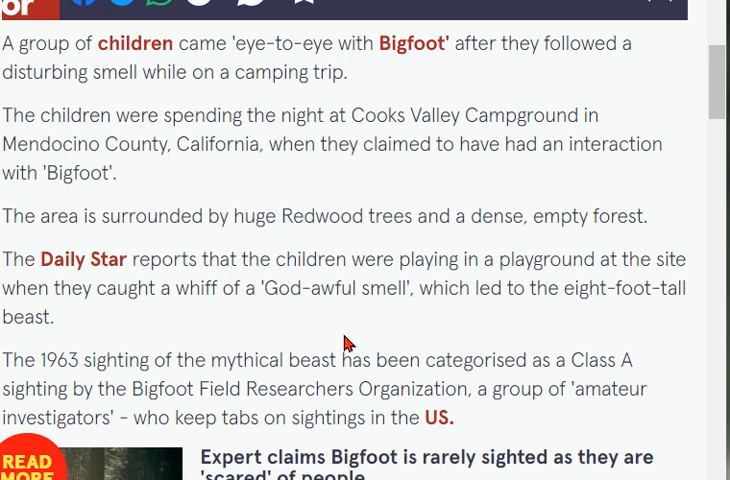 or
A group of children came 'eye-to-eye with Bigfoot' after they followed a
disturbing smell while on a camping trip.
The children were spending the night at Cooks Valley Campground in
Mendocino County, California, when they claimed to have had an interaction
with 'Bigfoot'.
The area is surrounded by huge Redwood trees and a dense, empty forest.
The Daily Star reports that the children were playing in a playground at the site
when they caught a whiff of a 'God-awful smell', which led to the eight-foot-tall
beast.
The 1963 sighting of the mythical beast has been categorised as a Class A
sighting by the Bigfoot Field Researchers Organization, a group of 'amateur
investigators' - who keep tabs on sightings in the US.
READ
MORE
Expert claims Bigfoot is rarely sighted as they are
'scared' of people